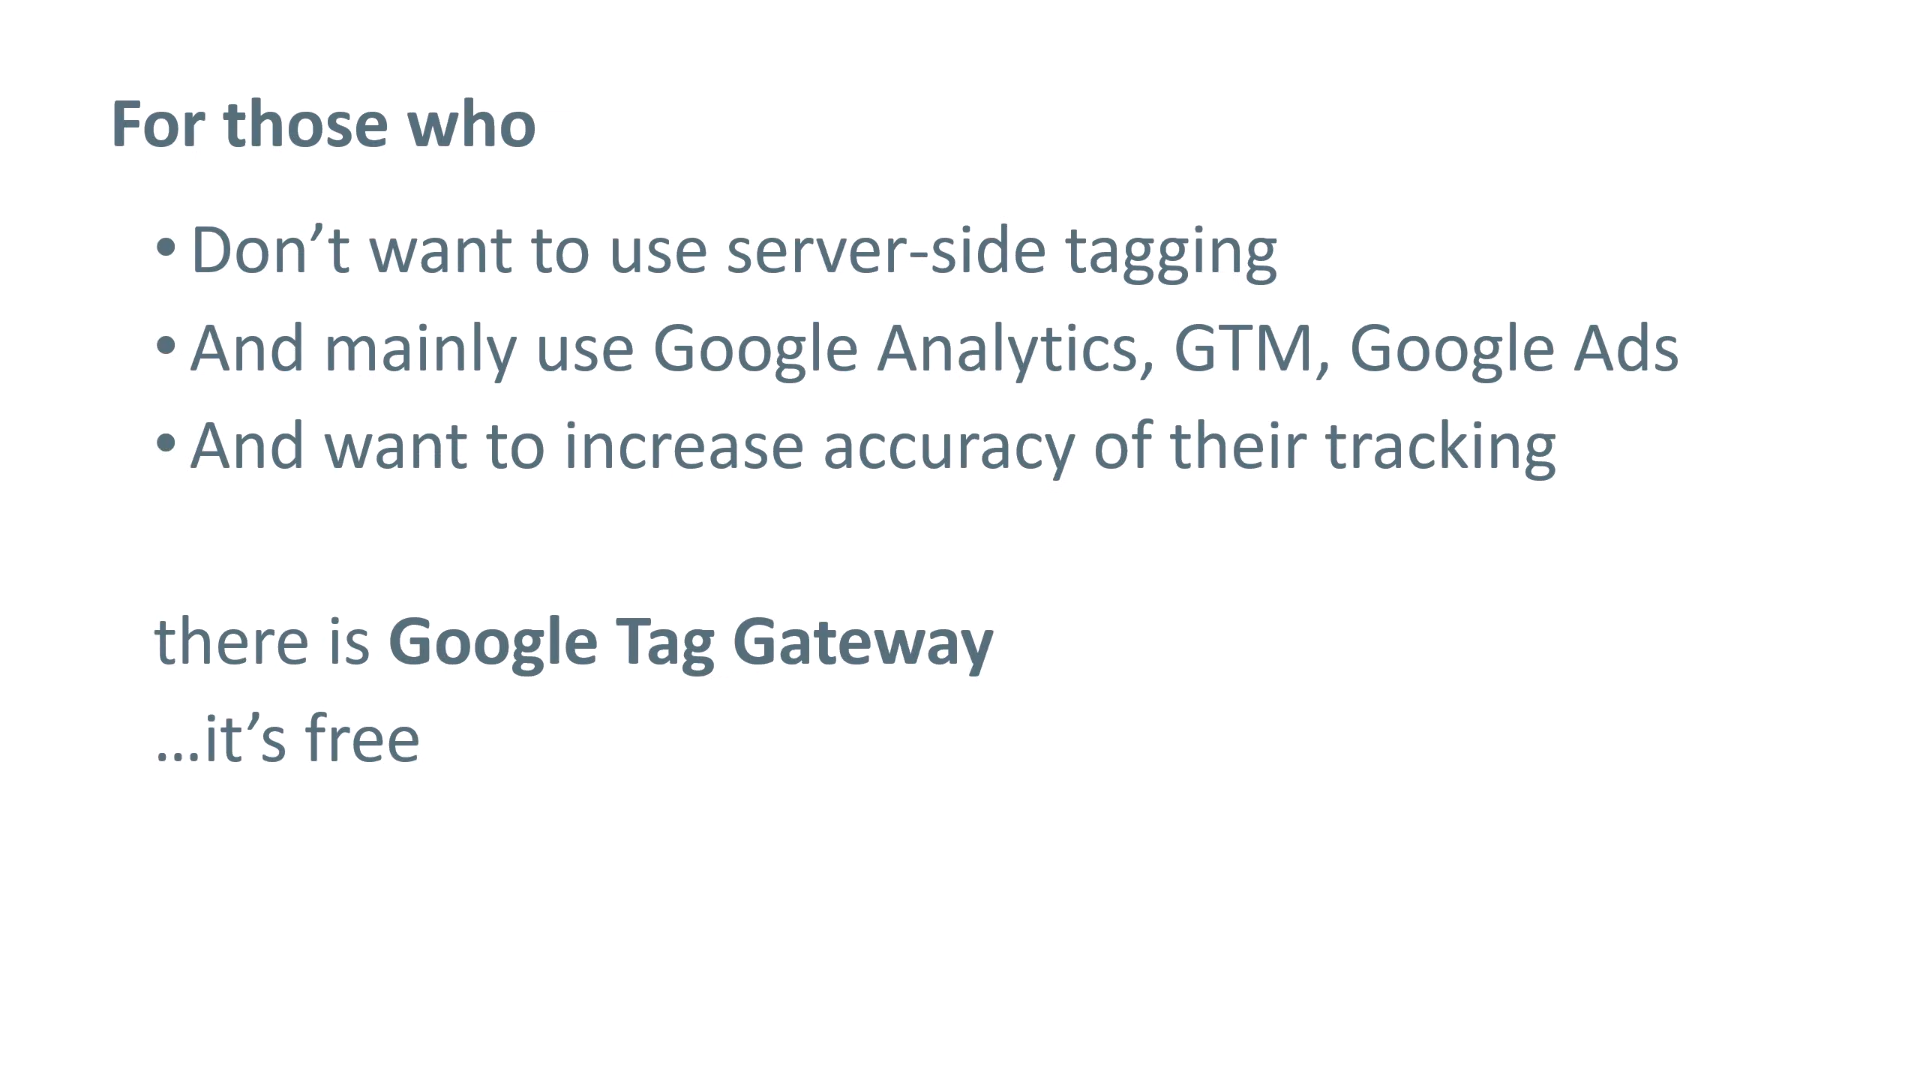 For those who
• Don’t want to use server-side tagging
• And mainly use Google Analytics, GTM, Google Ads
• And want to increase accuracy of their tracking
there is Google Tag Gateway
…it’s free